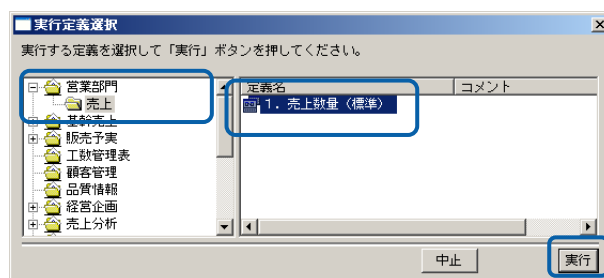 実行定義選択
実行する定義を選択して「実行」ボタンを押してください。
営業部門
売上
基幹売上
販売予実
工数管理表
顧客管理
品質情報
経営企画
売上分析
定義名
コメント
1．売上数量（標準）
中止
実行